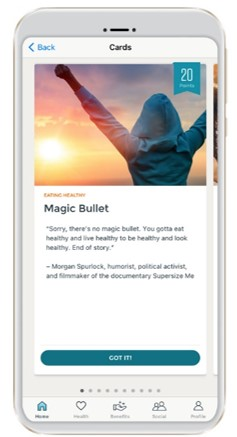 Back
Cards
20
Points
EATING HEALTHY
Magic Bullet
"Sorry, there's no magic bullet. You gotta eat
healthy and live healthy to be healthy and look
healthy. End of story."
– Morgan Spurlock, humorist, political activist,
and filmmaker of the documentary Supersize Me
GOT IT!
Home
Health
Benefits
Social
Profile